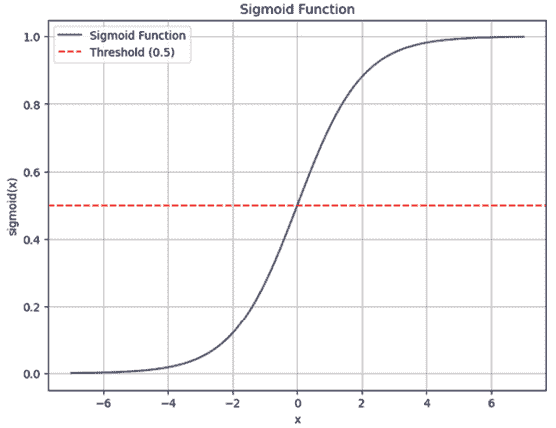 Sigmoid Function
Sigmoid Function
Threshold (0.5)
1.0
0.8
0.6
0.4
0.2
0.0
sigmoid(x)
−6 −4 −2 0 2 4 6
x